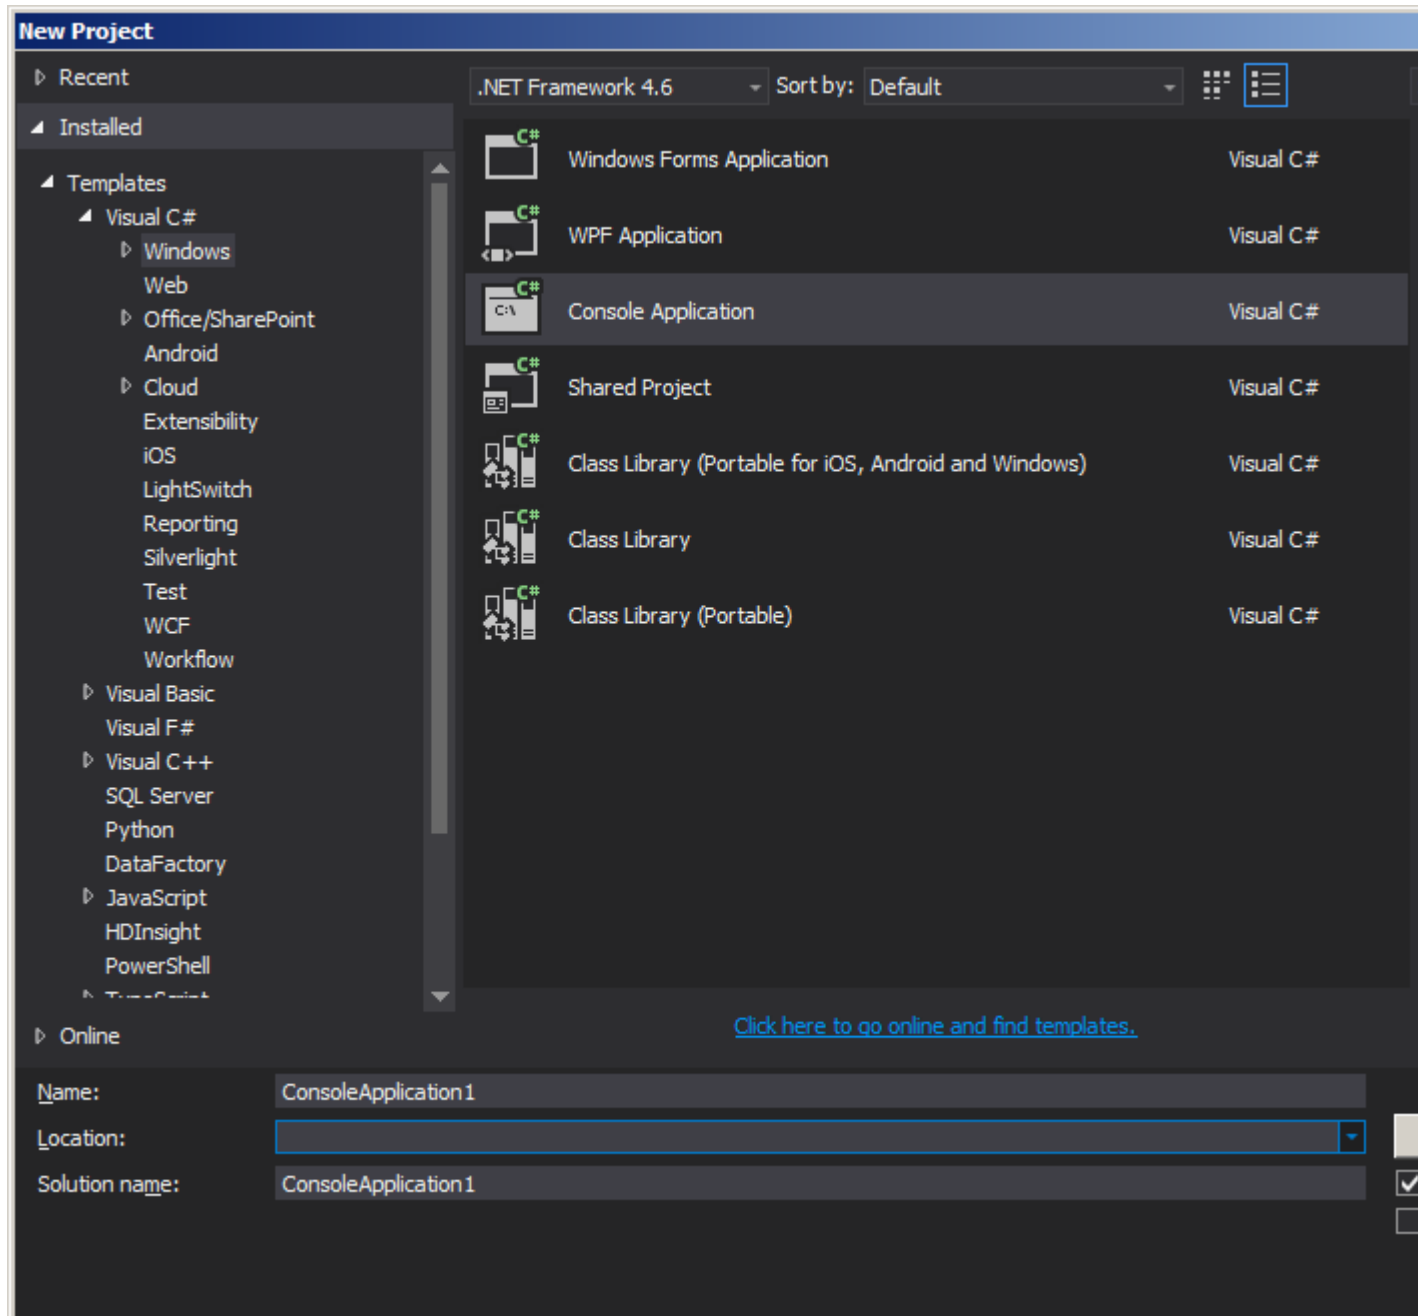 New Project
Recent
.NET Framework 4.6
Sort by:
Default
Installed
Templates
Visual C#
Windows
Web
Office/SharePoint
Android
Cloud
Extensibility
iOS
LightSwitch
Reporting
Silverlight
Test
WCF
Workflow
Visual Basic
Visual F#
Visual C++
SQL Server
Python
DataFactory
JavaScript
HDInsight
PowerShell
TypeScript
Online
C# Windows Forms Application Visual C#
C# WPF Application Visual C#
C# C:\ Console Application Visual C#
C# Shared Project Visual C#
C# Class Library (Portable for iOS, Android and Windows) Visual C#
C# Class Library Visual C#
C# Class Library (Portable) Visual C#
Click here to go online and find templates.
Name: ConsoleApplication1
Location:
Solution name: ConsoleApplication1